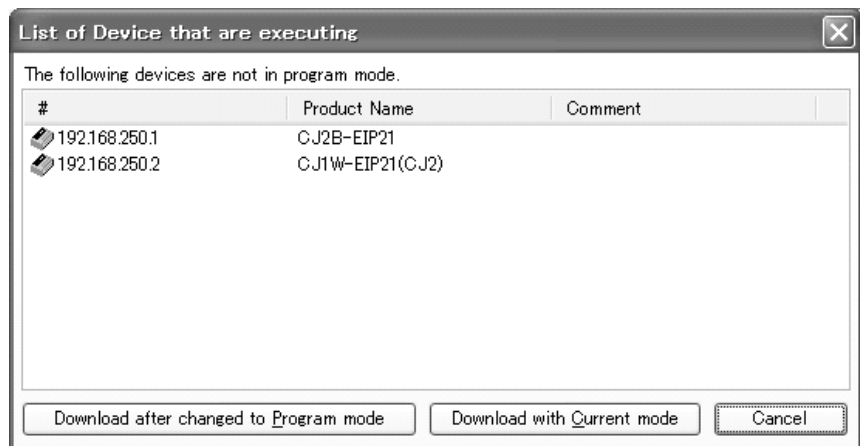 List of Device that are executing
The following devices are not in program mode.
# Product Name Comment
192.168.250.1 CJ2B-EIP21
192.168.250.2 CJ1W-EIP21(CJ2)
Download after changed to Program mode Download with Current mode Cancel